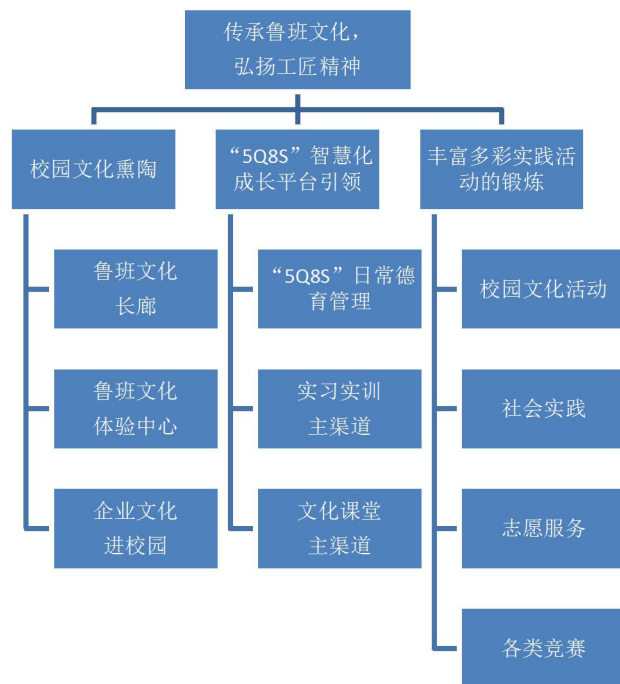 传承鲁班文化，
弘扬工匠精神
校园文化熏陶
“5Q8S”智慧化
成长平台引领
丰富多彩实践活
动的锻炼
鲁班文化
长廊
鲁班文化
体验中心
企业文化
进校园
“5Q8S”日常德
育管理
实习实训
主渠道
文化课堂
主渠道
校园文化活动
社会实践
志愿服务
各类竞赛